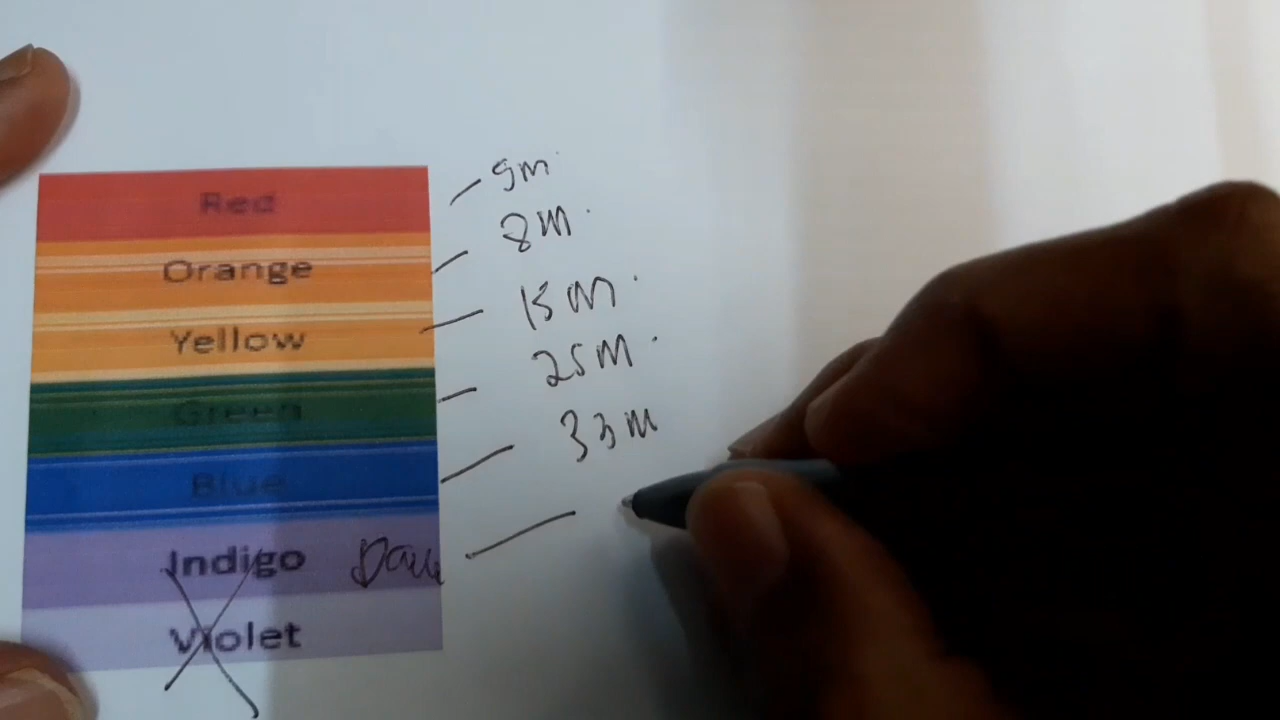 Red 5m.
Orange 8m.
Yellow 15m.
Green 25m.
Blue 33m
Indigo
Violet